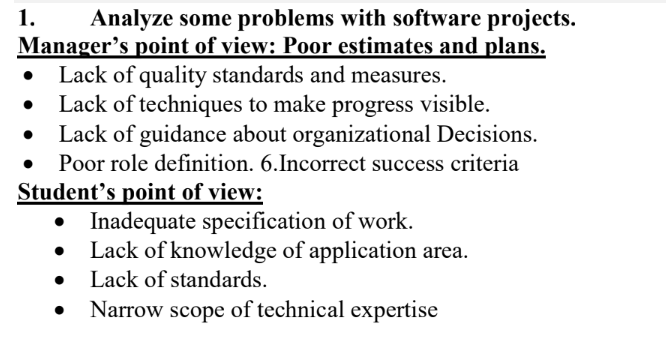 1. Analyze some problems with software projects.
Manager's point of view: Poor estimates and plans.
• Lack of quality standards and measures.
• Lack of techniques to make progress visible.
• Lack of guidance about organizational Decisions.
• Poor role definition. 6.Incorrect success criteria
Student's point of view:
• Inadequate specification of work.
• Lack of knowledge of application area.
• Lack of standards.
• Narrow scope of technical expertise